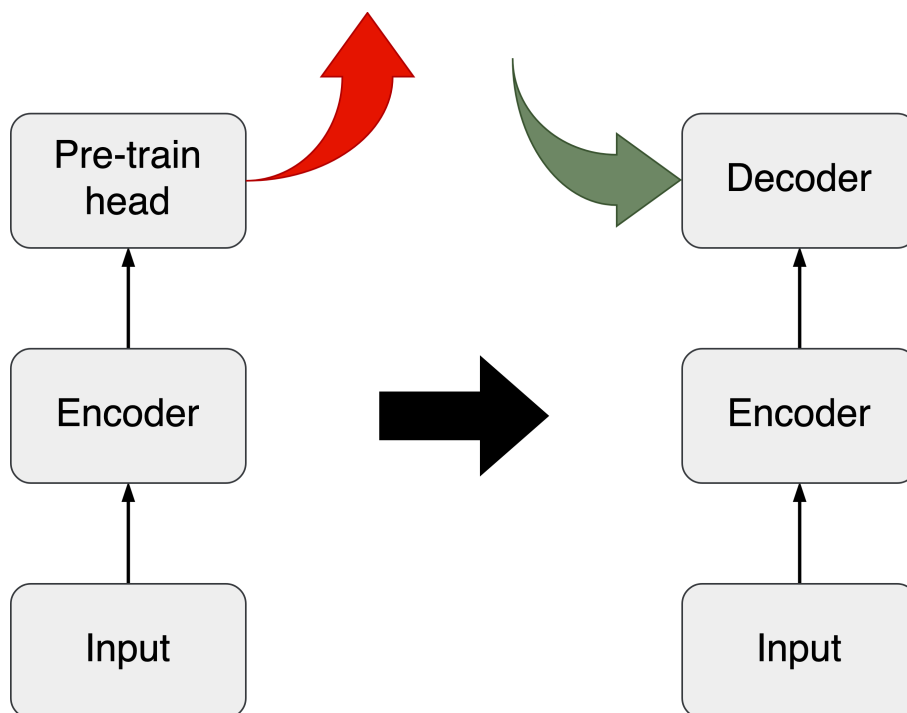 Pre-train
head
Decoder
Encoder
Encoder
Input
Input